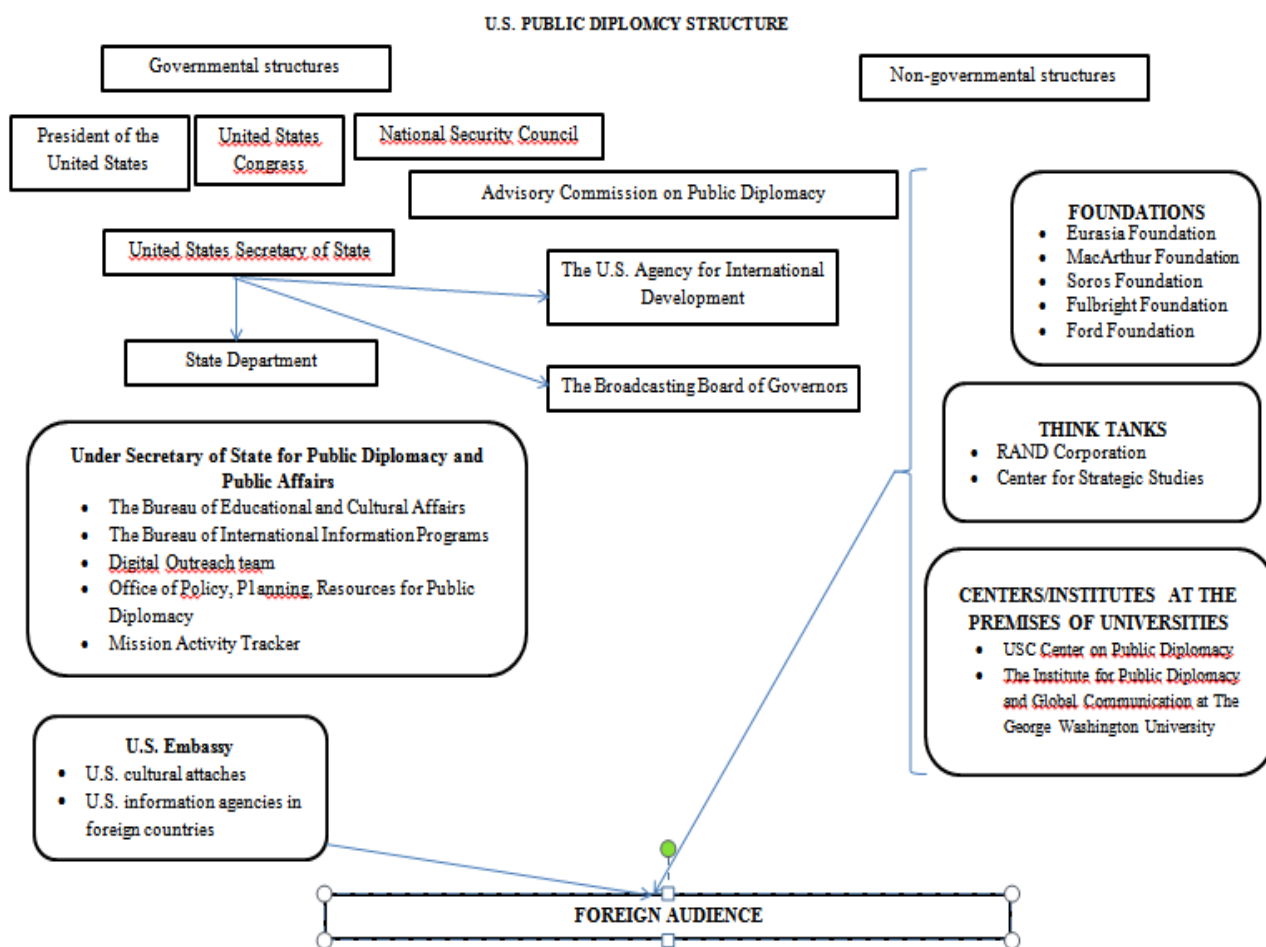 U.S. PUBLIC DIPLOMCY STRUCTURE
Governmental structures
Non-governmental structures
President of the
United States
United States
Congress
National Security Council
Advisory Commission on Public Diplomacy
United States Secretary of State
The U.S. Agency for International
Development
State Department
The Broadcasting Board of Governors
Under Secretary of State for Public Diplomacy and
Public Affairs
• The Bureau of Educational and Cultural Affairs
• The Bureau of International Information Programs
• Digital Outreach team
• Office of Policy, Planning, Resources for Public
Diplomacy
• Mission Activity Tracker
U.S. Embassy
• U.S. cultural attaches
• U.S. information agencies in
foreign countries
FOUNDATIONS
• Eurasia Foundation
• MacArthur Foundation
• Soros Foundation
• Fulbright Foundation
• Ford Foundation
THINK TANKS
• RAND Corporation
• Center for Strategic Studies
CENTERS/INSTITUTES AT THE
PREMISES OF UNIVERSITIES
• USC Center on Public Diplomacy
• The Institute for Public Diplomacy
and Global Communication at The
George Washington University
FOREIGN AUDIENCE